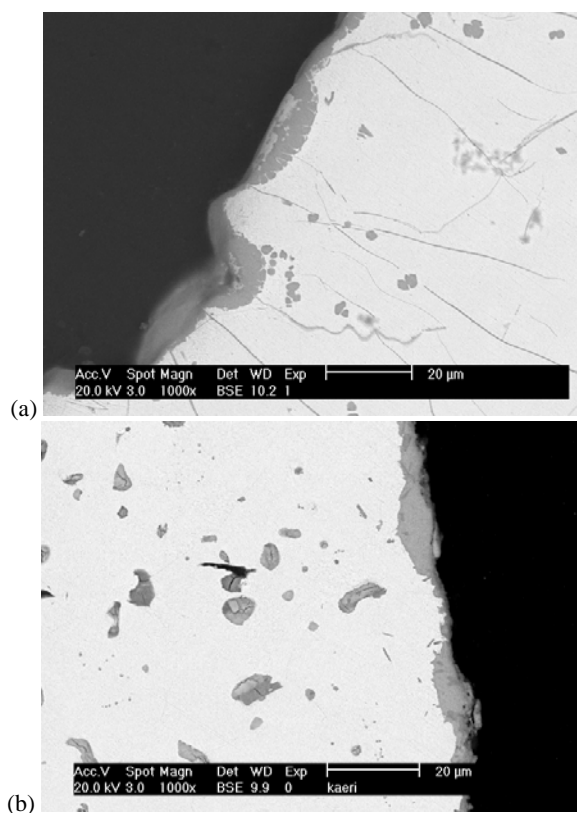 (a)
Acc.V Spot Magn Det WD Exp 20 µm
20.0 kV 3.0 1000x BSE 10.2 1
(b)
Acc.V Spot Magn Det WD Exp 20 µm
20.0 kV 3.0 1000x BSE 9.9 0 kaeri